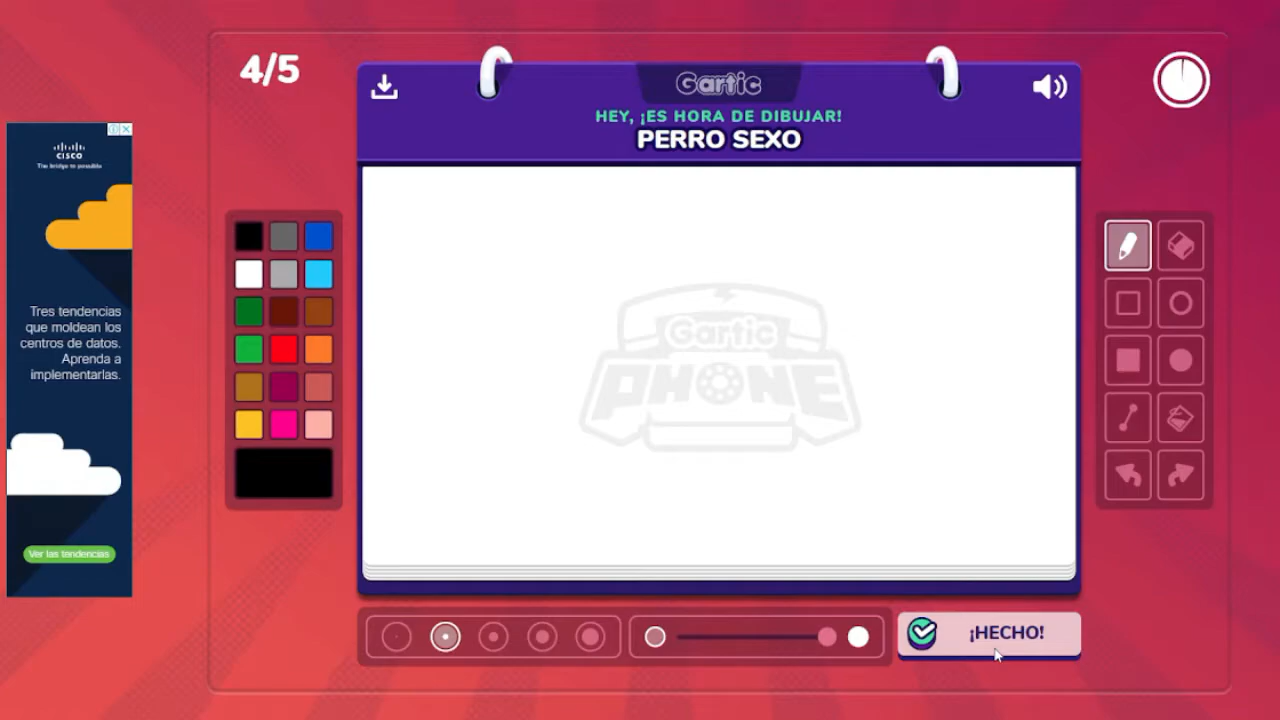 4/5
Gartic
HEY, ¡ES HORA DE DIBUJAR!
PERRO SEXO
CISCO
The bridge to possible
Tres tendencias
que moldean los
centros de datos.
Aprenda a
implementarlas.
Ver las tendencias
Gartic
PHONE
¡HECHO!